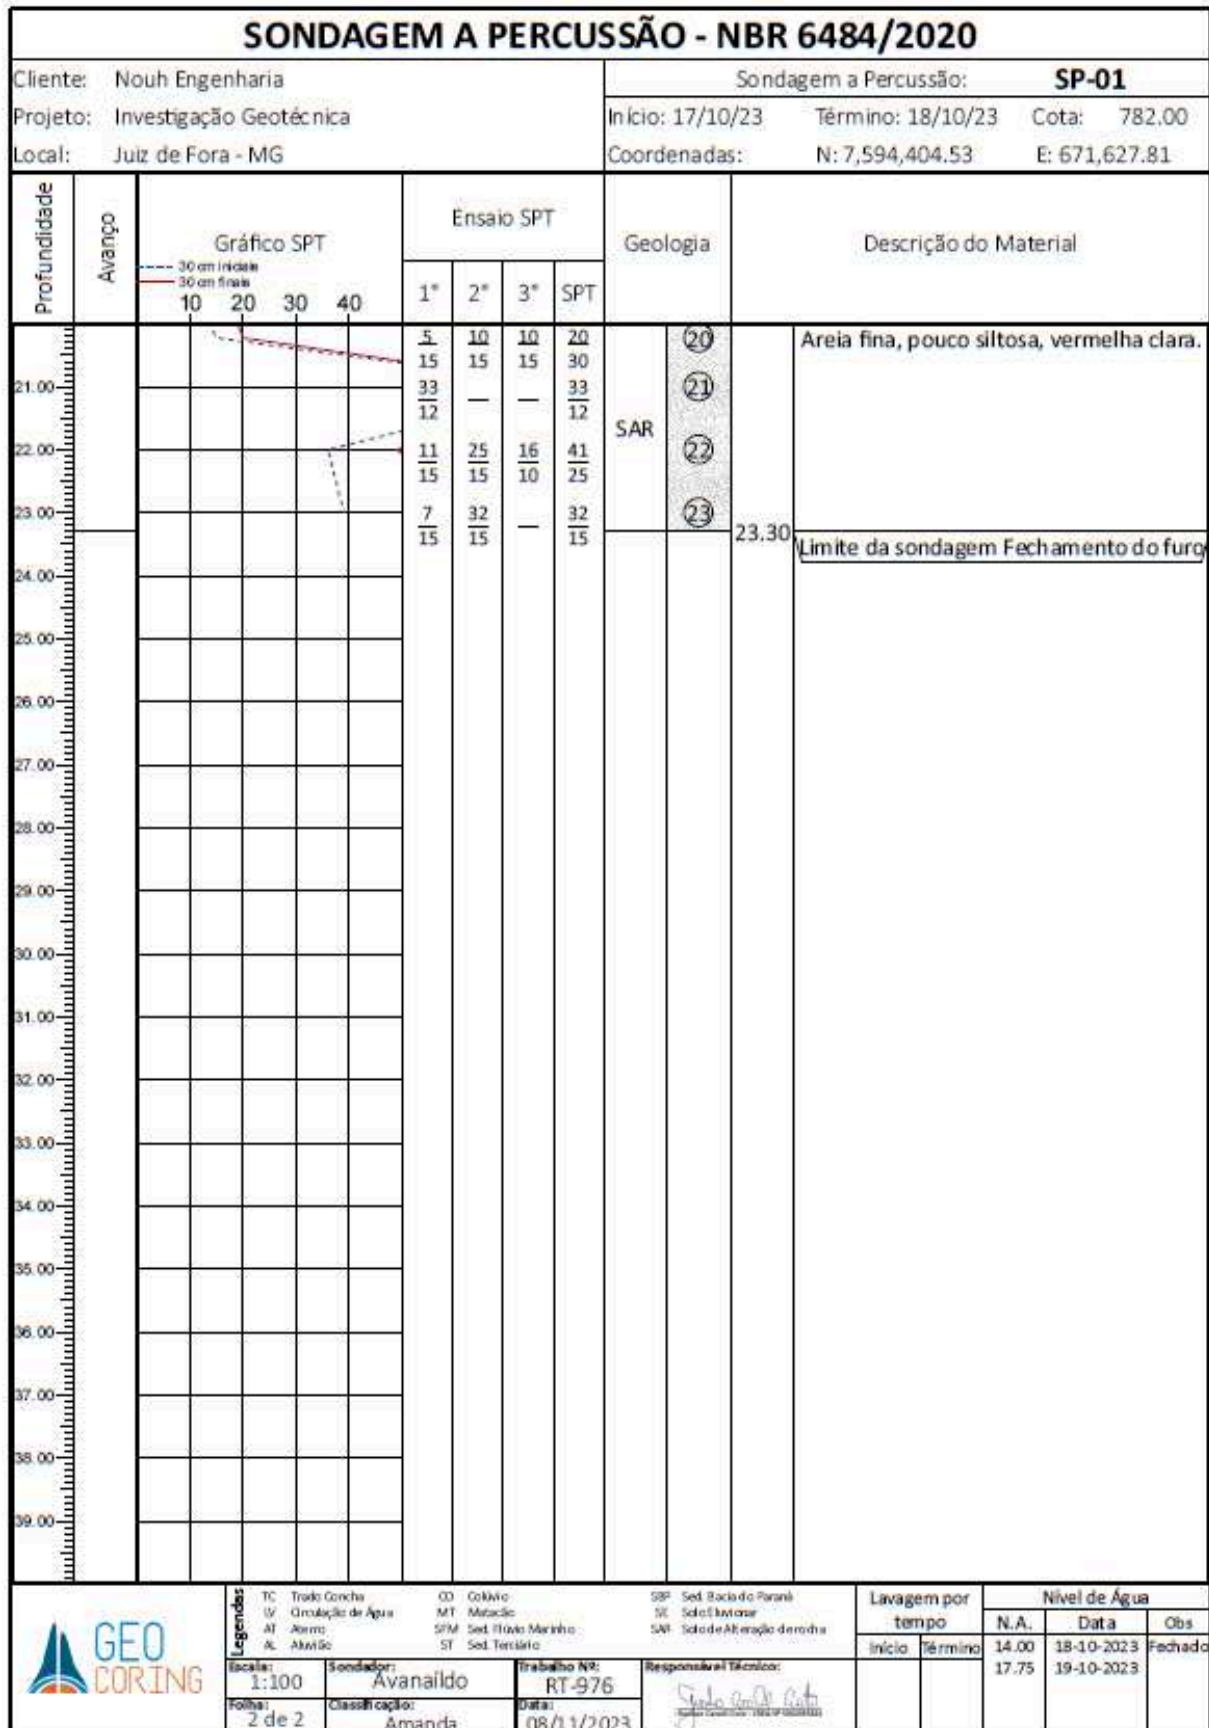 SONDAGEM A PERCUSSÃO - NBR 6484/2020
Cliente: Nouh Engenharia
Sondagem a Percussão: SP-01
Projeto: Investigação Geotécnica
Início: 17/10/23 Término: 18/10/23 Cota: 782.00
Local: Juiz de Fora - MG
Coordenadas: N: 7,594,404.53 E: 671,627.81
Profundidade
Avanço
Gráfico SPT
30 cm iniciais
30 cm finais
10 20 30 40
Ensaio SPT
1° 2° 3° SPT
Geologia
Descrição do Material
5 10 10 20
15 15 15 30
20
Areia fina, pouco siltosa, vermelha clara.
21.00
33 — — 33
12 12
21
SAR
22.00
11 25 16 41
15 15 10 25
22
23.00
7 32 — 32
15 15 15
23
23.30
Limite da sondagem Fechamento do furo
24.00
25.00
26.00
27.00
28.00
29.00
30.00
31.00
32.00
33.00
34.00
35.00
36.00
37.00
38.00
39.00
GEO
CORING
Legendas
TC Trado Concha
LV Circulação de Água
AT Aterro
AL Aluvião
CO Colúvio
MT Matacão
SFM Sed. Flúvio Marinho
ST Sed. Terciário
SBP Sed. Bacia do Paraná
SE Solo Eluvionar
SAR Solo de Alteração de rocha
Escala: 1:100
Sondador: Avanaildo
Trabalho Nº: RT-976
Responsável Técnico:
Folha: 2 de 2
Classificação: Amanda
Data: 08/11/2023
Lavagem por tempo
Início Término
Nível de Água
N.A. Data Obs
14.00 18-10-2023 Fechado
17.75 19-10-2023